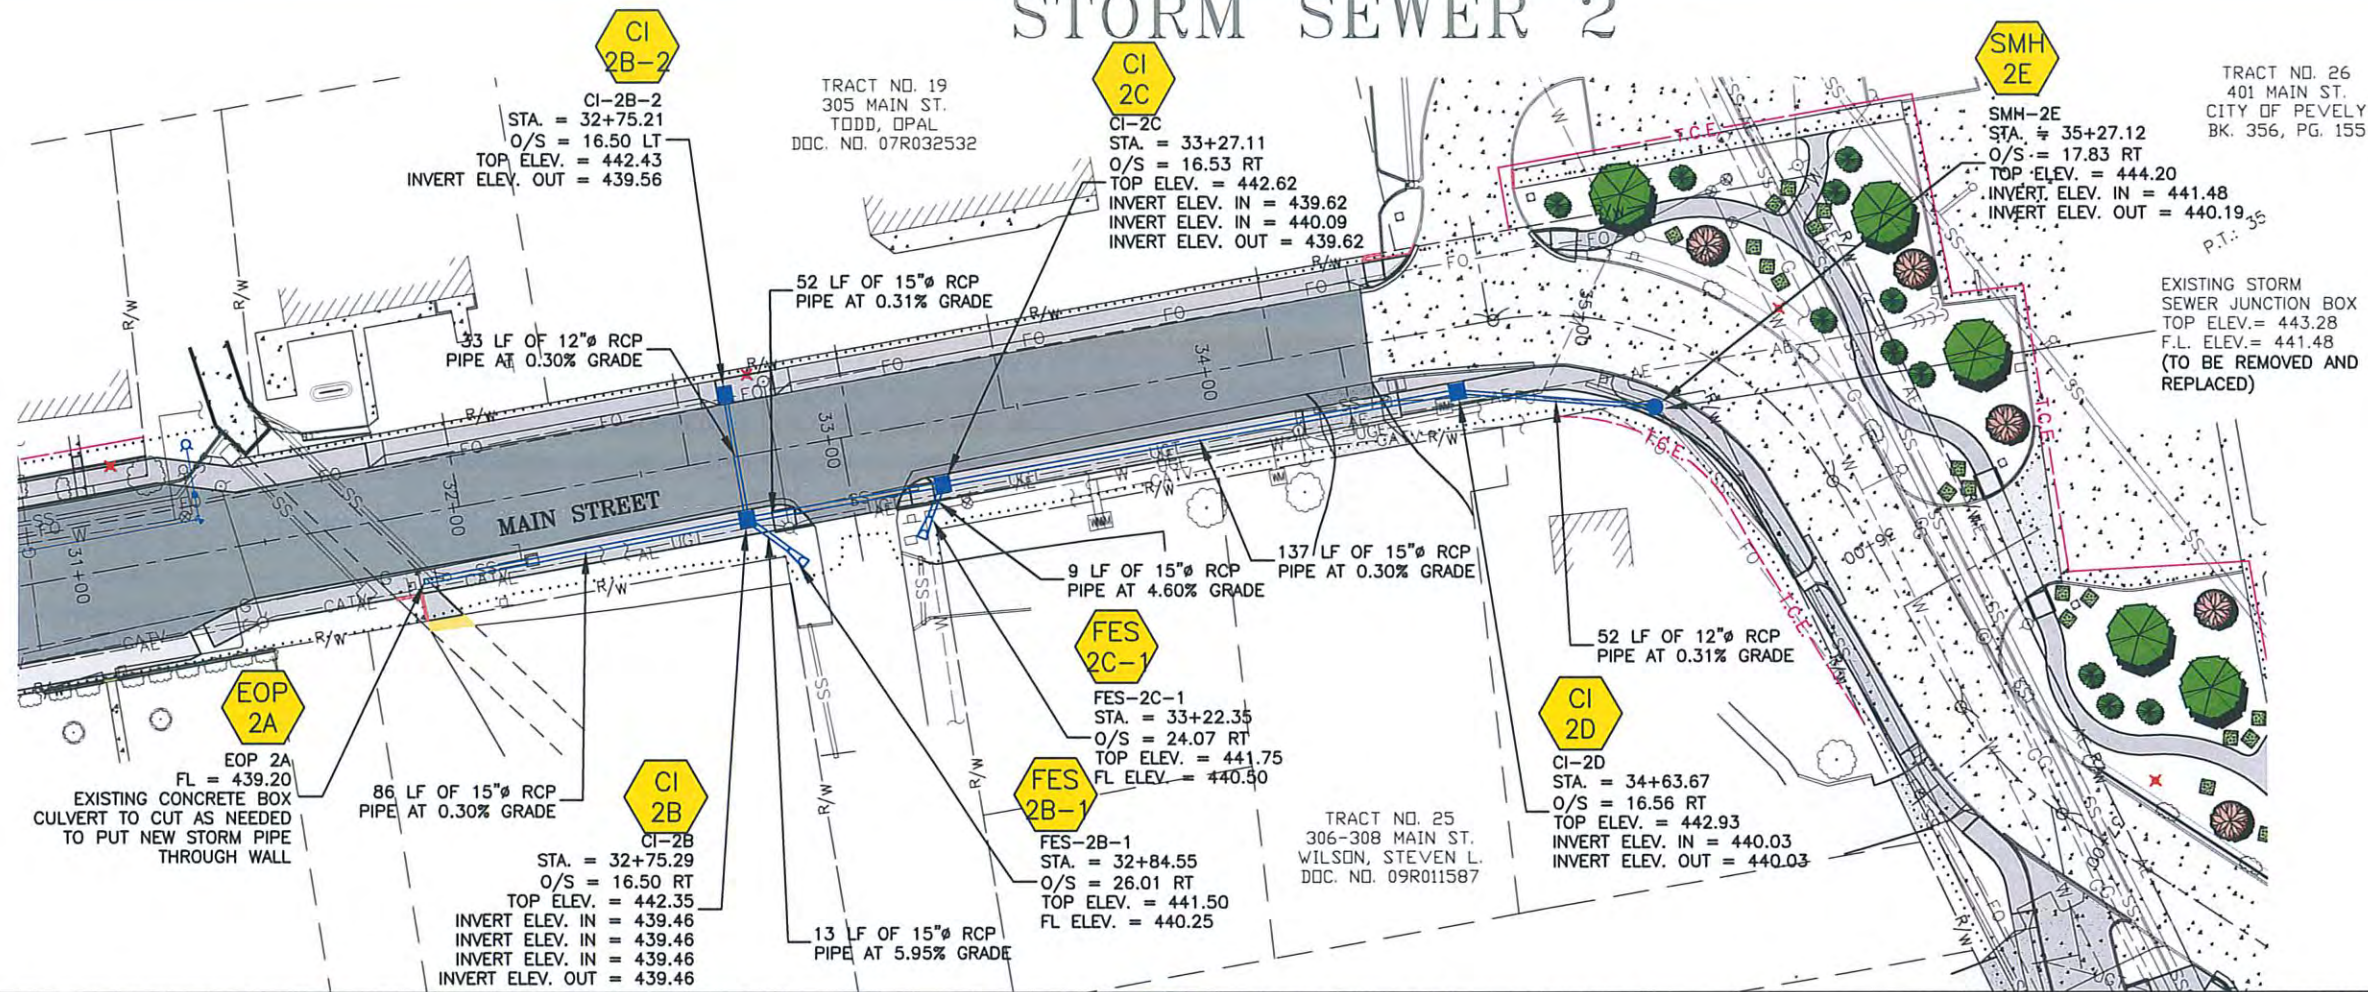 STORM SEWER 2
CI
2B-2
CI-2B-2
STA. = 32+75.21
O/S = 16.50 LT
TOP ELEV. = 442.43
INVERT ELEV. OUT = 439.56
TRACT NO. 19
305 MAIN ST.
TODD, OPAL
DOC. NO. 07R032532
CI
2C
CI-2C
STA. = 33+27.11
O/S = 16.53 RT
TOP ELEV. = 442.62
INVERT ELEV. IN = 439.62
INVERT ELEV. IN = 440.09
INVERT ELEV. OUT = 439.62
SMH
2E
SMH-2E
STA. = 35+27.12
O/S = 17.83 RT
TOP ELEV. = 444.20
INVERT ELEV. IN = 441.48
INVERT ELEV. OUT = 440.19
TRACT NO. 26
401 MAIN ST.
CITY OF PEVELY
BK. 356, PG. 155
P.T.: 35
EXISTING STORM
SEWER JUNCTION BOX
TOP ELEV.= 443.28
F.L. ELEV.= 441.48
(TO BE REMOVED AND
REPLACED)
52 LF OF 15"ø RCP
PIPE AT 0.31% GRADE
33 LF OF 12"ø RCP
PIPE AT 0.30% GRADE
31+00
32+00
33+00
34+00
35+00
36+00
MAIN STREET
T.C.E.
T.C.E.
T.C.E.
T.C.E.
137 LF OF 15"ø RCP
PIPE AT 0.30% GRADE
9 LF OF 15"ø RCP
PIPE AT 4.60% GRADE
52 LF OF 12"ø RCP
PIPE AT 0.31% GRADE
EOP
2A
EOP 2A
FL = 439.20
EXISTING CONCRETE BOX
CULVERT TO CUT AS NEEDED
TO PUT NEW STORM PIPE
THROUGH WALL
86 LF OF 15"ø RCP
PIPE AT 0.30% GRADE
CI
2B
CI-2B
STA. = 32+75.29
O/S = 16.50 RT
TOP ELEV. = 442.35
INVERT ELEV. IN = 439.46
INVERT ELEV. IN = 439.46
INVERT ELEV. IN = 439.46
INVERT ELEV. OUT = 439.46
13 LF OF 15"ø RCP
PIPE AT 5.95% GRADE
FES
2C-1
FES-2C-1
STA. = 33+22.35
O/S = 24.07 RT
TOP ELEV. = 441.75
FL ELEV. = 440.50
FES
2B-1
FES-2B-1
STA. = 32+84.55
O/S = 26.01 RT
TOP ELEV. = 441.50
FL ELEV. = 440.25
TRACT NO. 25
306-308 MAIN ST.
WILSON, STEVEN L.
DOC. NO. 09R011587
CI
2D
CI-2D
STA. = 34+63.67
O/S = 16.56 RT
TOP ELEV. = 442.93
INVERT ELEV. IN = 440.03
INVERT ELEV. OUT = 440.03